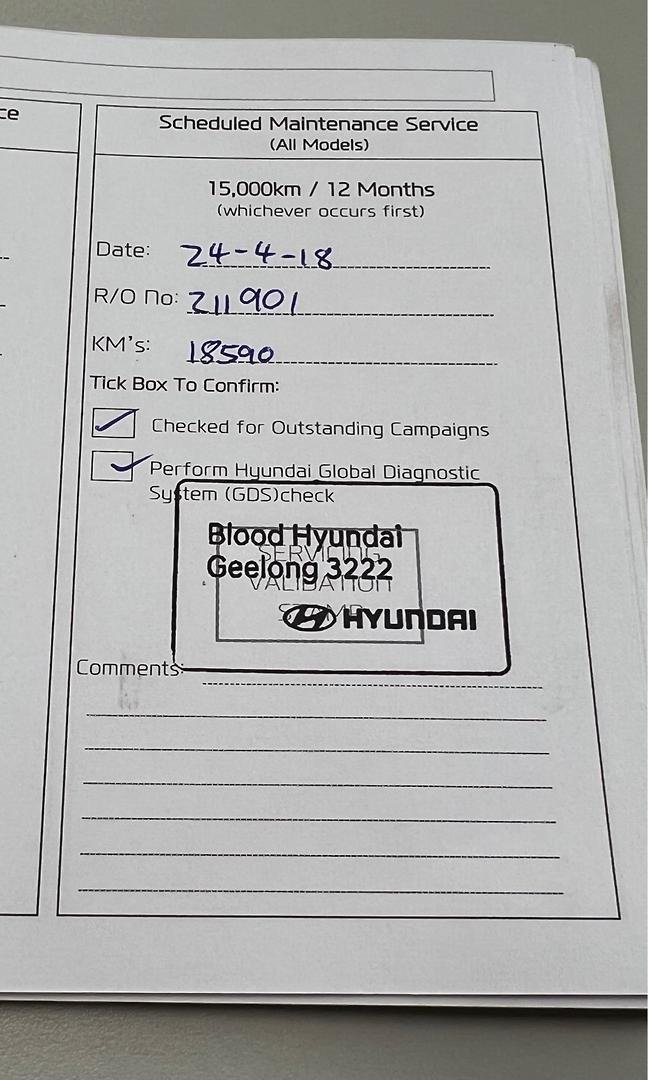 ce
Scheduled Maintenance Service
(All Models)
15,000km / 12 Months
(whichever occurs first)
Date: 24-4-18
R/O No: 211901
KM's: 18590
Tick Box To Confirm:
Checked for Outstanding Campaigns
Perform Hyundai Global Diagnostic
System (GDS)check
Blood Hyundai
SERVICING
Geelong 3222
VALIDATION
STAMP
HYUNDAI
Comments: